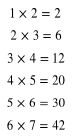 1 × 2 = 2
2 × 3 = 6
3 × 4 = 12
4 × 5 = 20
5 × 6 = 30
6 × 7 = 42